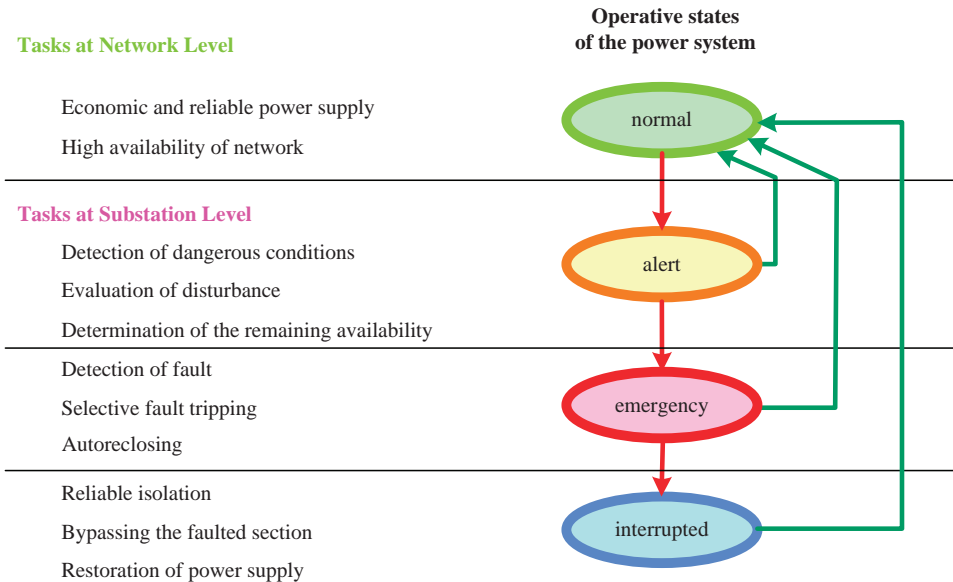 Operative states
of the power system
Tasks at Network Level
Economic and reliable power supply
normal
High availability of network
Tasks at Substation Level
Detection of dangerous conditions
alert
Evaluation of disturbance
Determination of the remaining availability
Detection of fault
Selective fault tripping
emergency
Autoreclosing
Reliable isolation
Bypassing the faulted section
interrupted
Restoration of power supply